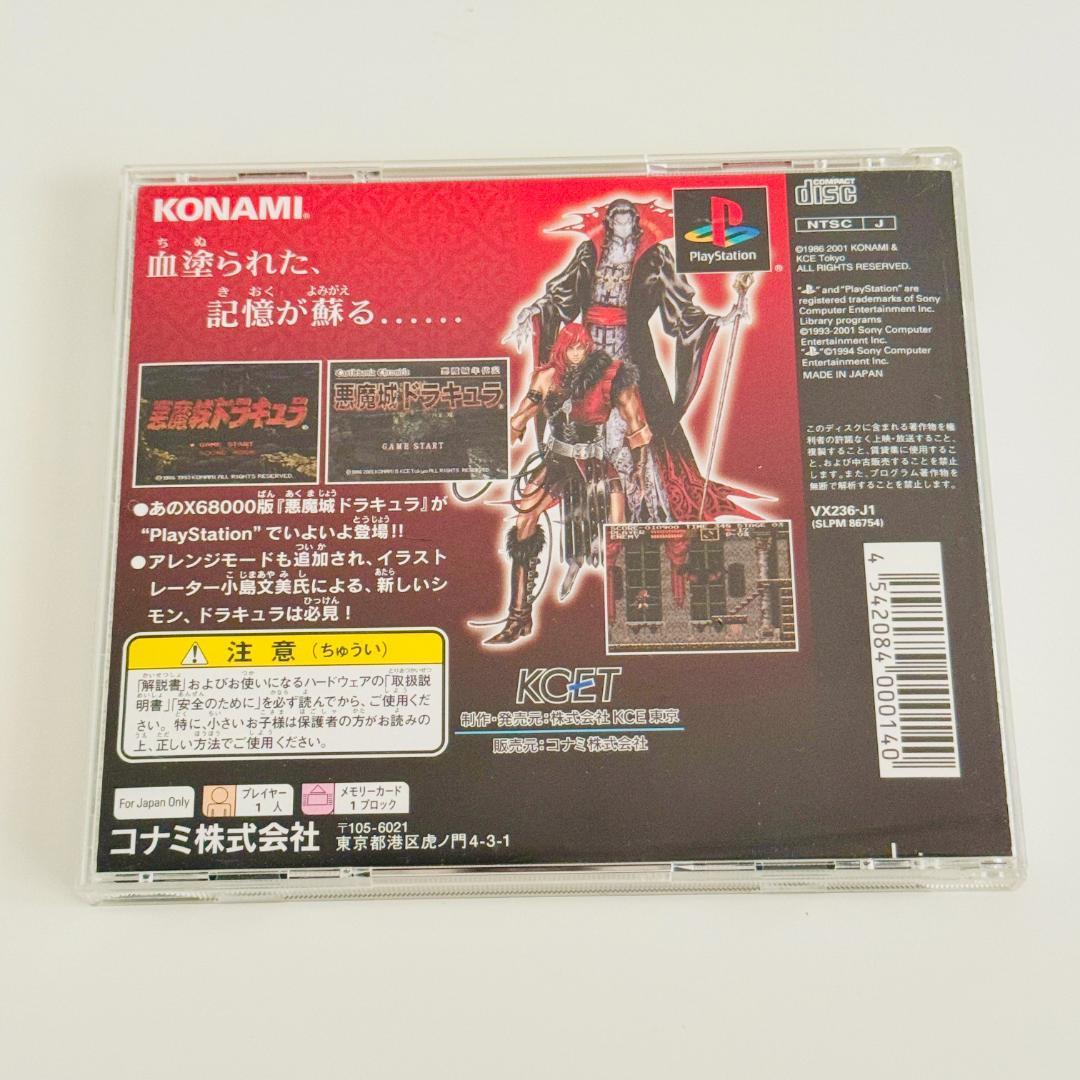 KONAMI®
血塗られた、
記憶が蘇る……
PlayStation
®
COMPACT
disc
NTSC J
©1986 2001 KONAMI &
KCE Tokyo
ALL RIGHTS RESERVED.
" " and "PlayStation" are
registered trademarks of Sony
Computer Entertainment Inc.
Library programs
©1993-2001 Sony Computer
Entertainment Inc.
" " ©1994 Sony Computer
Entertainment Inc.
MADE IN JAPAN
このディスクに含まれる著作物を権
利者の許諾なく上映・放送すること、
複製すること、賃貸業に使用するこ
と、および中古販売することを禁止
します。また、プログラム著作物を
無断で解析することを禁止します。
VX236-J1
(SLPM 86754)
4 542084 000140
悪魔城ドラキュラ
GAME START
Castlevania Chronicle 悪魔城年代記
悪魔城ドラキュラ
GAME START
●あのX68000版『悪魔城ドラキュラ』が
"PlayStation"でいよいよ登場!!
●アレンジモードも追加され、イラスト
レーター小島文美氏による、新しいシ
モン、ドラキュラは必見!
SCORE-010900 TIME 346 STAGE 03
PLAYER
ENEMY
注意(ちゅうい)
「解説書」およびお使いになるハードウェアの「取扱説
明書」「安全のために」を必ず読んでから、ご使用くだ
さい。特に、小さいお子様は保護者の方がお読みの
上、正しい方法でご使用ください。
KCET
制作・発売元:株式会社 KCE 東京
販売元:コナミ株式会社
For Japan Only
プレイヤー
1人
メモリーカード
1ブロック
コナミ株式会社
〒105-6021
東京都港区虎ノ門4-3-1